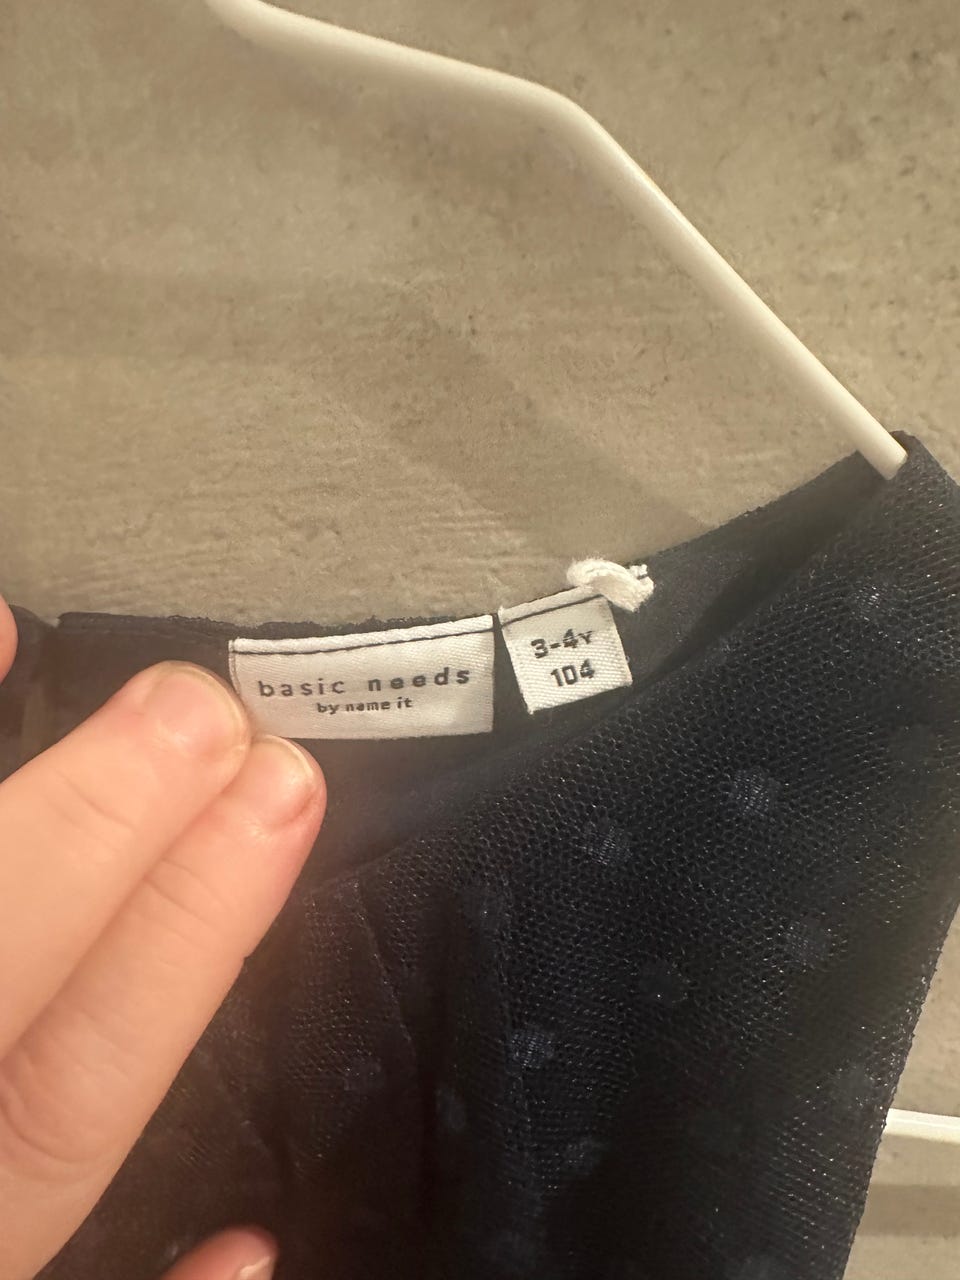 basic needs
by name it
3-4Y
104